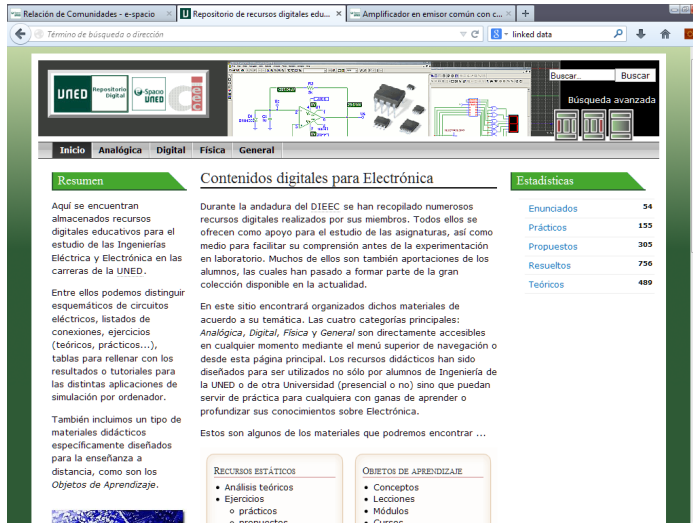 Relación de Comunidades - e-spacio
Repositorio de recursos digitales edu...
Amplificador en emisor común con c...
Término de búsqueda o dirección
linked data
UNED
Repositorio
Digital
e-Spacio
UNED
Buscar...
Buscar
Búsqueda avanzada
Inicio
Analógica
Digital
Física
General
Resumen
Aquí se encuentran
almacenados recursos
digitales educativos para el
estudio de las Ingenierías
Eléctrica y Electrónica en las
carreras de la UNED.
Entre ellos podemos distinguir
esquemáticos de circuitos
eléctricos, listados de
conexiones, ejercicios
(teóricos, prácticos...),
tablas para rellenar con los
resultados o tutoriales para
las distintas aplicaciones de
simulación por ordenador.
También incluimos un tipo de
materiales didácticos
específicamente diseñados
para la enseñanza a
distancia, como son los
Objetos de Aprendizaje.
Contenidos digitales para Electrónica
Durante la andadura del DIEEC se han recopilado numerosos
recursos digitales realizados por sus miembros. Todos ellos se
ofrecen como apoyo para el estudio de las asignaturas, así como
medio para facilitar su comprensión antes de la experimentación
en laboratorio. Muchos de ellos son también aportaciones de los
alumnos, las cuales han pasado a formar parte de la gran
colección disponible en la actualidad.
En este sitio encontrará organizados dichos materiales de
acuerdo a su temática. Las cuatro categorías principales:
Analógica, Digital, Física y General son directamente accesibles
en cualquier momento mediante el menú superior de navegación o
desde esta página principal. Los recursos didácticos han sido
diseñados para ser utilizados no sólo por alumnos de Ingeniería de
la UNED o de otra Universidad (presencial o no) sino que puedan
servir de práctica para cualquiera con ganas de aprender o
profundizar sus conocimientos sobre Electrónica.
Estos son algunos de los materiales que podremos encontrar ...
Recursos estáticos
• Análisis teóricos
• Ejercicios
o prácticos
o propuestos
Objetos de aprendizaje
• Conceptos
• Lecciones
• Módulos
• Cursos
Estadísticas
Enunciados 54
Prácticos 155
Propuestos 305
Resueltos 756
Teóricos 489